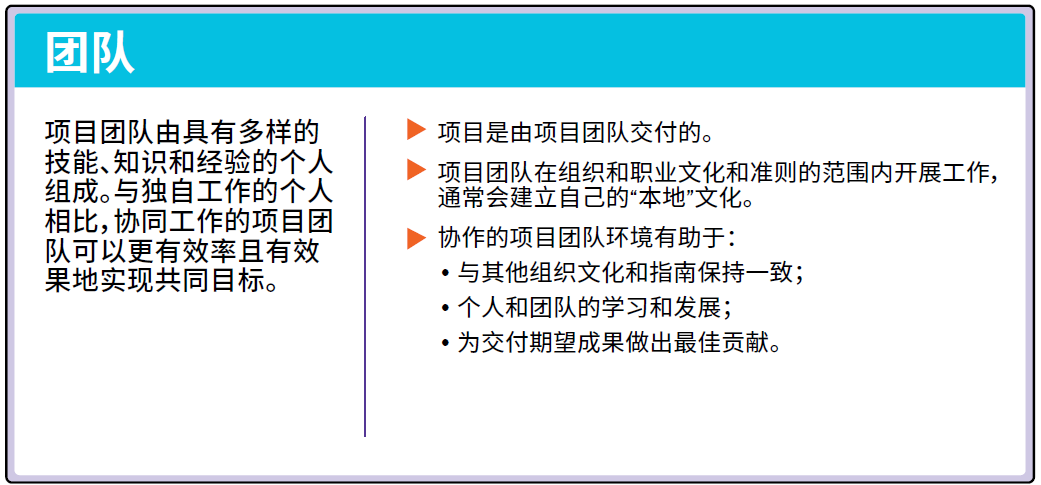 团队
项目团队由具有多样的
技能、知识和经验的个人
组成。与独自工作的个人
相比，协同工作的项目团
队可以更有效率且有效
果地实现共同目标。
项目是由项目团队交付的。
项目团队在组织和职业文化和准则的范围内开展工作，
通常会建立自己的“本地”文化。
协作的项目团队环境有助于：
• 与其他组织文化和指南保持一致；
• 个人和团队的学习和发展；
• 为交付期望成果做出最佳贡献。